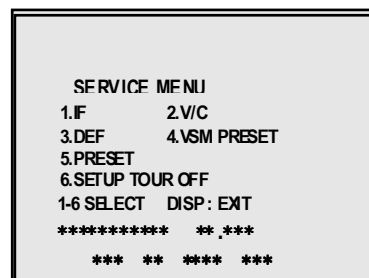 SERVICE MENU
1.IF 2.V/C
3.DEF 4.VSM PRESET
5.PRESET
6.SETUP TOUR OFF
1-6 SELECT DISP: EXIT
*********** **.***
*** ** **** ***